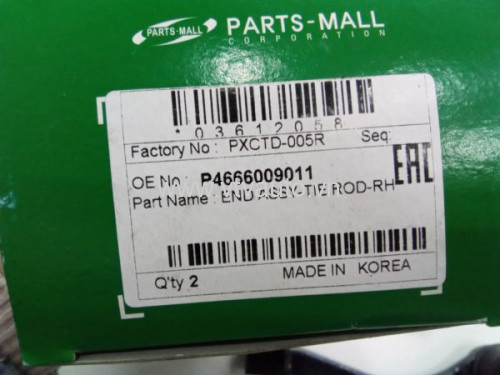 PARTS-MALL PARTS-MALL
CORPORATION
*03612058
Factory No : PXCTD-005R Seq:
OE No : P4666009011
Part Name : END ASSY-TIE ROD-RH
EAC
Q'ty 2 MADE IN KOREA